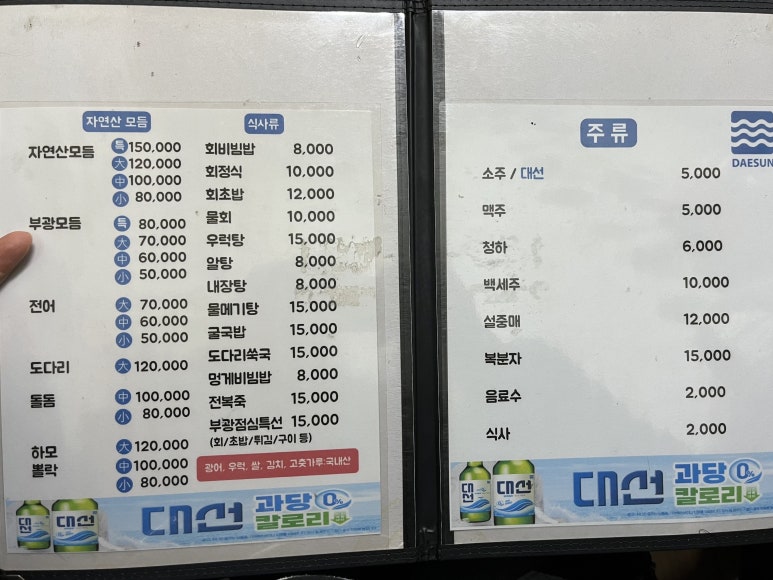 자연산 모듬
자연산모듬 特 150,000
大 120,000
中 100,000
小 80,000
부광모듬 特 80,000
大 70,000
中 60,000
小 50,000
전어 大 70,000
中 60,000
小 50,000
도다리 大 120,000
돌돔 中 100,000
小 80,000
하모 大 120,000
뽈락 中 100,000
小 80,000
식사류
회비빔밥 8,000
회정식 10,000
회초밥 12,000
물회 10,000
우럭탕 15,000
알탕 8,000
내장탕 8,000
물메기탕 15,000
굴국밥 15,000
도다리쑥국 15,000
멍게비빔밥 8,000
전복죽 15,000
부광점심특선 15,000
(회/초밥/튀김/구이 등)
광어, 우럭, 쌀, 김치, 고춧가루:국내산
대선 대선 대선 과당 0%
칼로리
주 류
DAESUN
소주 / 대선 5,000
맥주 5,000
청하 6,000
백세주 10,000
설중매 12,000
복분자 15,000
음료수 2,000
식사 2,000
대선 대선 대선 과당 0%
칼로리